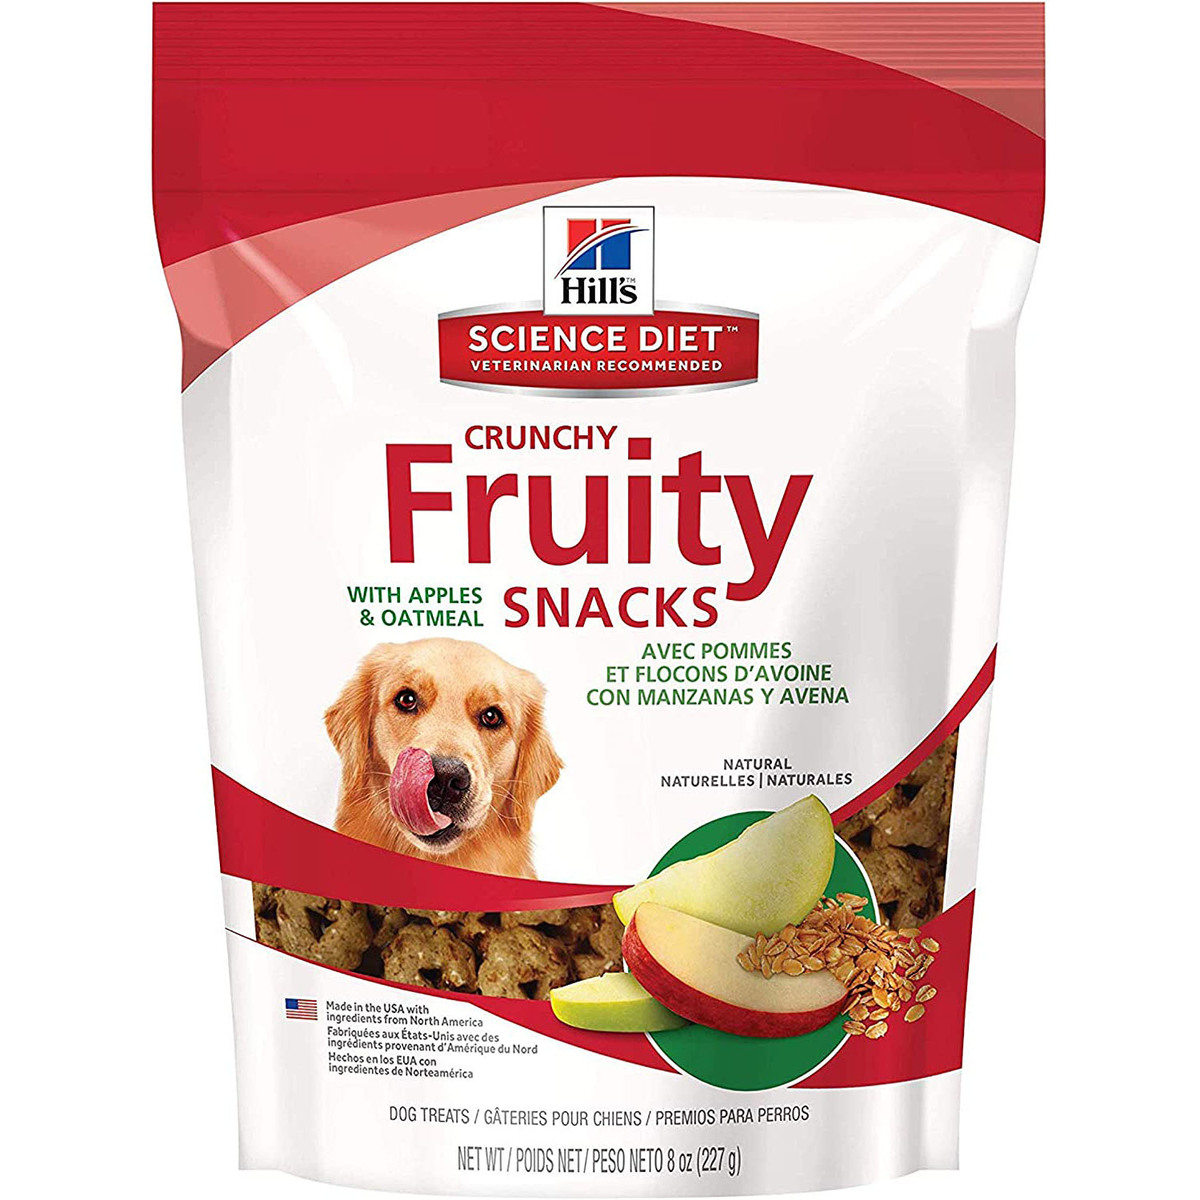 Hill's™
SCIENCE DIET™
VETERINARIAN RECOMMENDED
CRUNCHY
Fruity
SNACKS
WITH APPLES
& OATMEAL
AVEC POMMES
ET FLOCONS D'AVOINE
CON MANZANAS Y AVENA
NATURAL
NATURELLES | NATURALES
Made in the USA with
ingredients from North America
Fabriquées aux États-Unis avec des
ingrédients provenant d'Amérique du Nord
Hechos en los EUA con
ingredientes de Norteamérica
DOG TREATS / GÂTERIES POUR CHIENS / PREMIOS PARA PERROS
NET WT / POIDS NET / PESO NETO 8 oz (227 g)